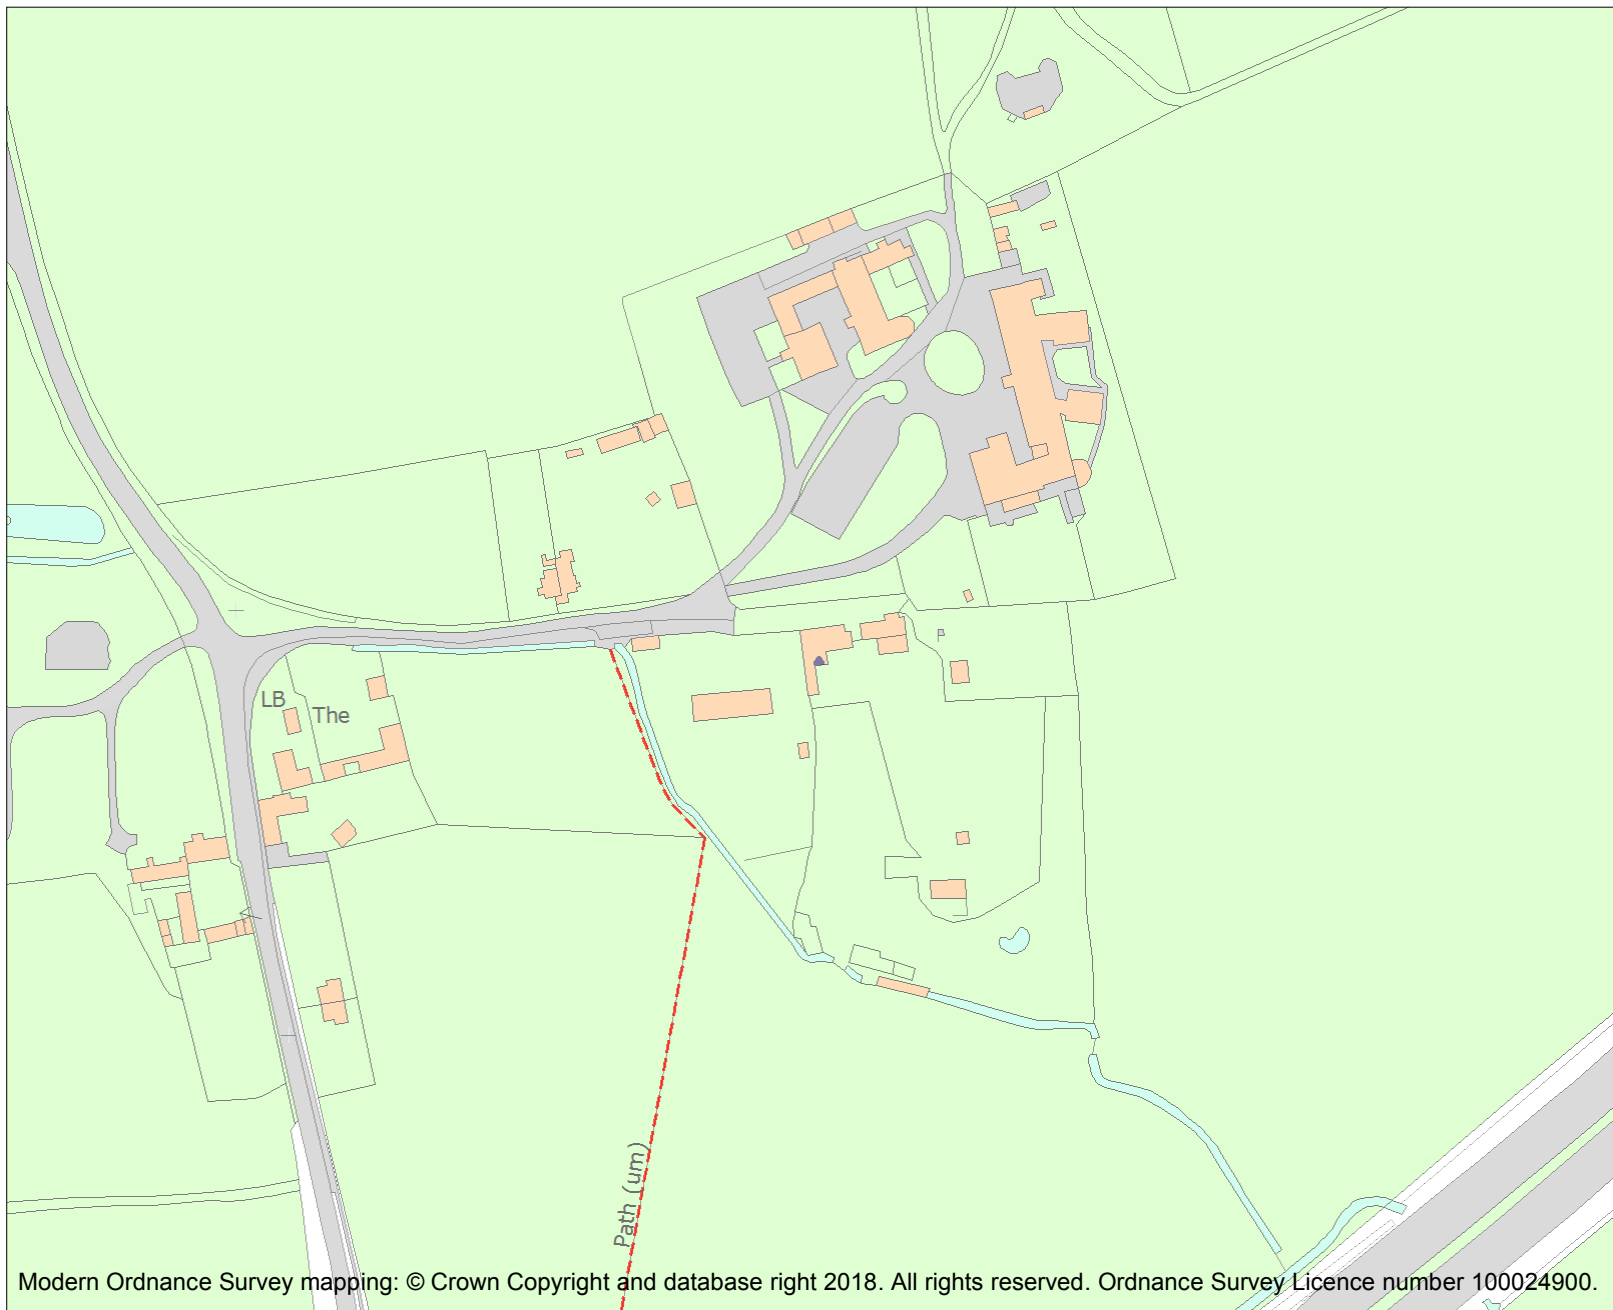 LB
The
Path (um)
Modern Ordnance Survey mapping: © Crown Copyright and database right 2018. All rights reserved. Ordnance Survey Licence number 100024900.